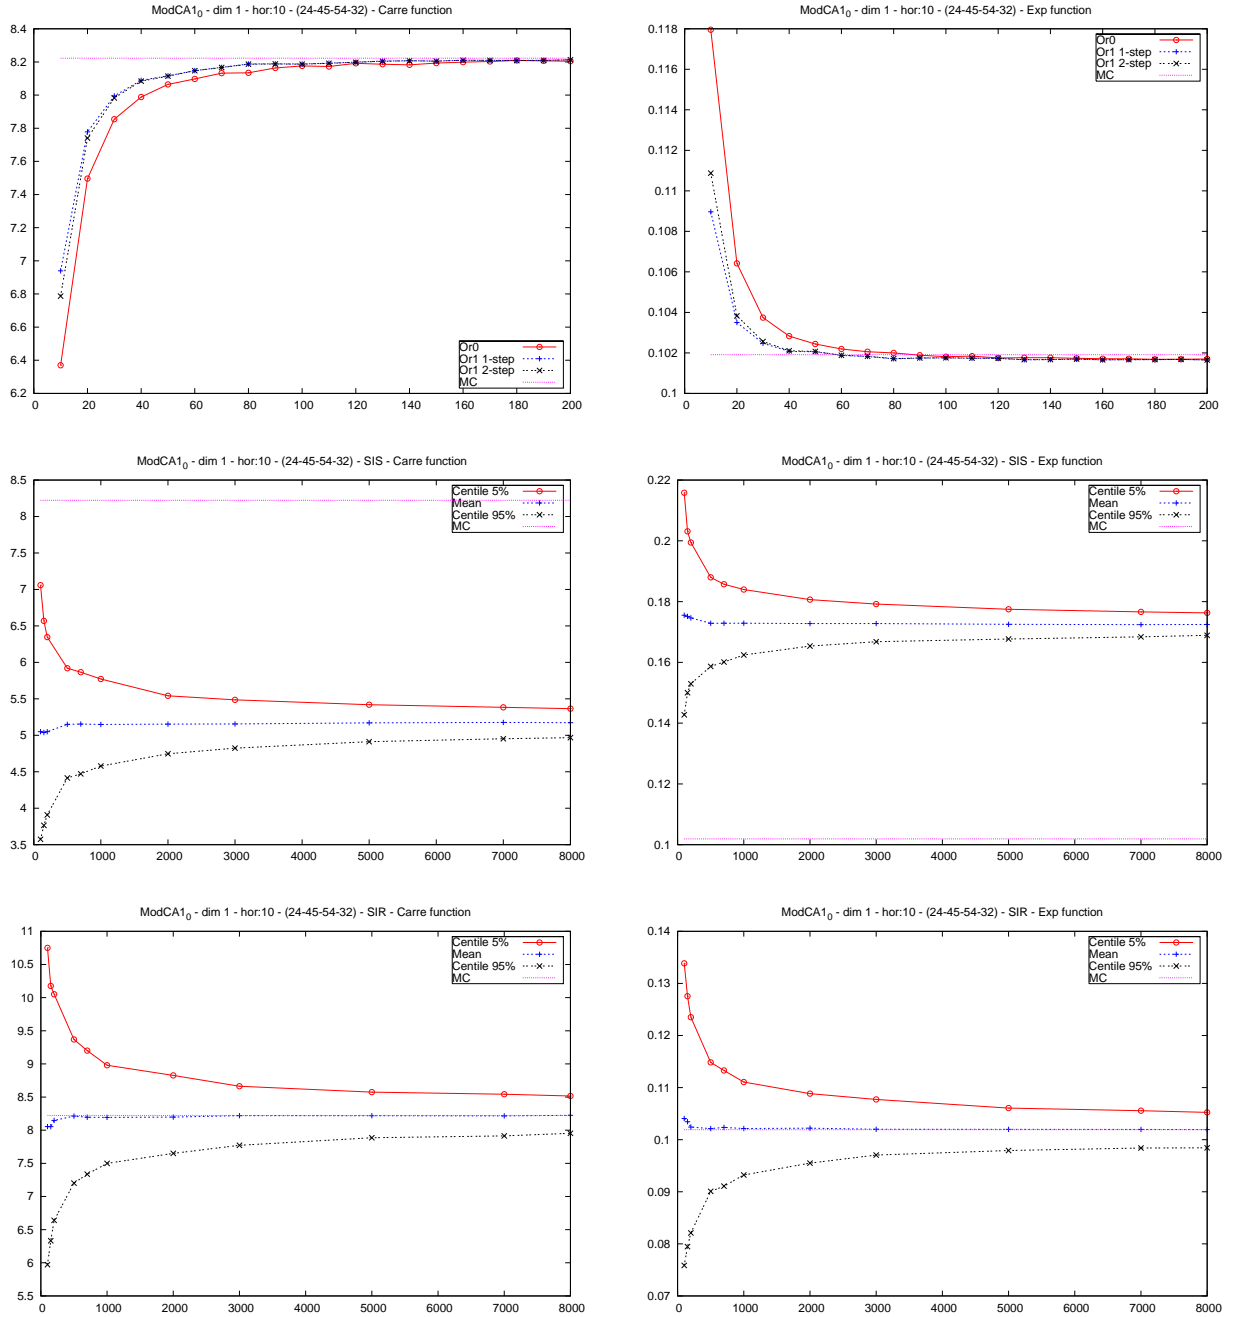 ModCA1₀ - dim 1 - hor:10 - (24-45-54-32) - Carre function
8.4
8.2
8
7.8
7.6
7.4
7.2
7
6.8
6.6
6.4
6.2
0 20 40 60 80 100 120 140 160 180 200
Or0
Or1 1-step
Or1 2-step
MC
ModCA1₀ - dim 1 - hor:10 - (24-45-54-32) - Exp function
0.118
0.116
0.114
0.112
0.11
0.108
0.106
0.104
0.102
0.1
0 20 40 60 80 100 120 140 160 180 200
Or0
Or1 1-step
Or1 2-step
MC
ModCA1₀ - dim 1 - hor:10 - (24-45-54-32) - SIS - Carre function
8.5
8
7.5
7
6.5
6
5.5
5
4.5
4
3.5
0 1000 2000 3000 4000 5000 6000 7000 8000
Centile 5%
Mean
Centile 95%
MC
ModCA1₀ - dim 1 - hor:10 - (24-45-54-32) - SIS - Exp function
0.22
0.2
0.18
0.16
0.14
0.12
0.1
0 1000 2000 3000 4000 5000 6000 7000 8000
Centile 5%
Mean
Centile 95%
MC
ModCA1₀ - dim 1 - hor:10 - (24-45-54-32) - SIR - Carre function
11
10.5
10
9.5
9
8.5
8
7.5
7
6.5
6
5.5
0 1000 2000 3000 4000 5000 6000 7000 8000
Centile 5%
Mean
Centile 95%
MC
ModCA1₀ - dim 1 - hor:10 - (24-45-54-32) - SIR - Exp function
0.14
0.13
0.12
0.11
0.1
0.09
0.08
0.07
0 1000 2000 3000 4000 5000 6000 7000 8000
Centile 5%
Mean
Centile 95%
MC